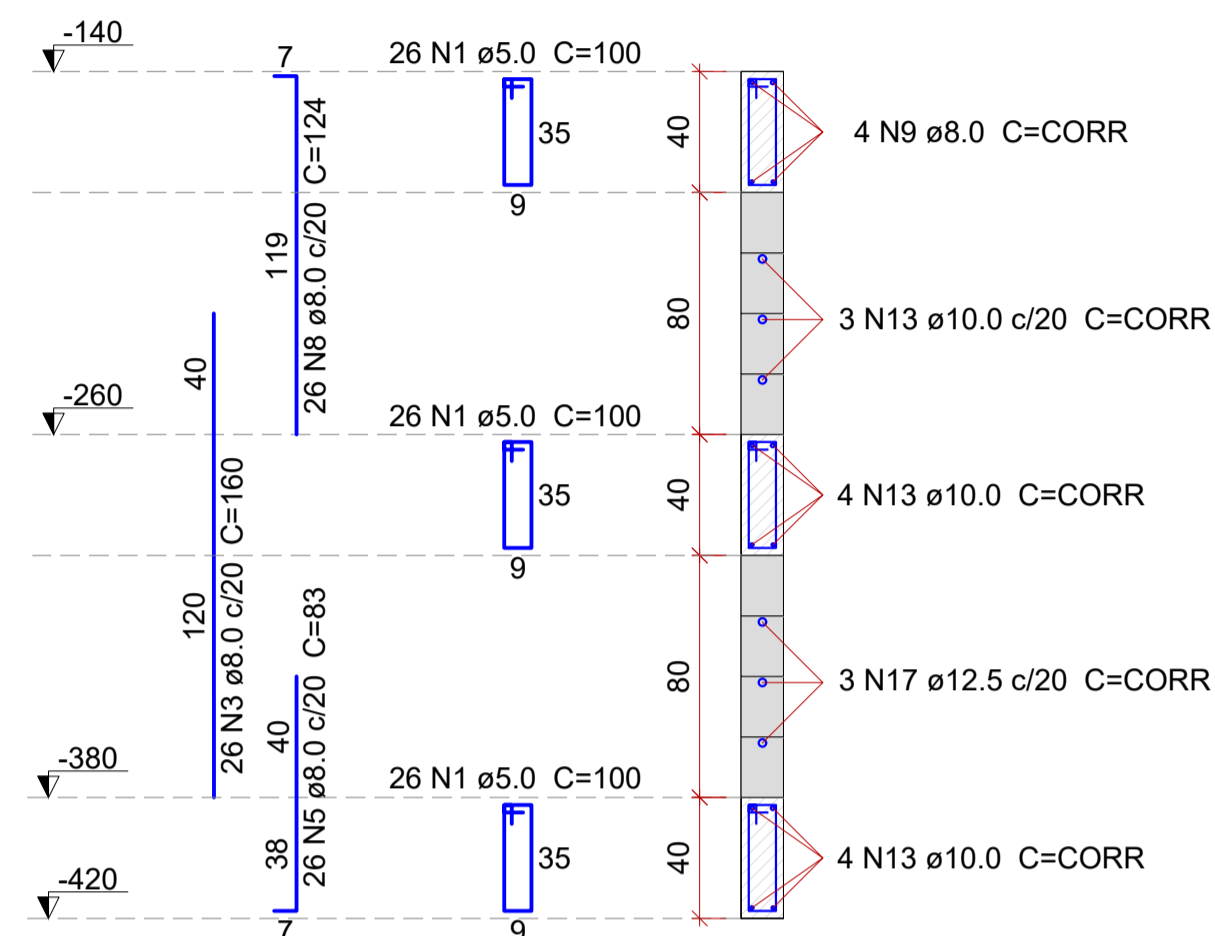 -140
7
26 N1 ø5.0 C=100
26 N8 ø8.0 c/20 C=124
119
35
9
40
4 N9 ø8.0 C=CORR
80
3 N13 ø10.0 c/20 C=CORR
40
-260
26 N1 ø5.0 C=100
26 N3 ø8.0 c/20 C=160
120
35
9
40
4 N13 ø10.0 C=CORR
80
3 N17 ø12.5 c/20 C=CORR
26 N5 ø8.0 c/20 C=83
40
-380
26 N1 ø5.0 C=100
38
35
40
4 N13 ø10.0 C=CORR
-420
7
9